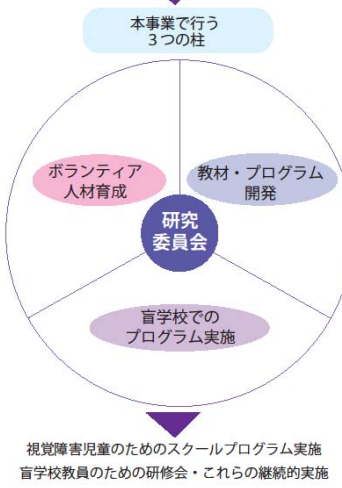 本事業で行う
3つの柱
ボランティア
人材育成
教材・プログラム
開発
研究
委員会
盲学校での
プログラム実施
視覚障害児童のためのスクールプログラム実施
盲学校教員のための研修会・これらの継続的実施